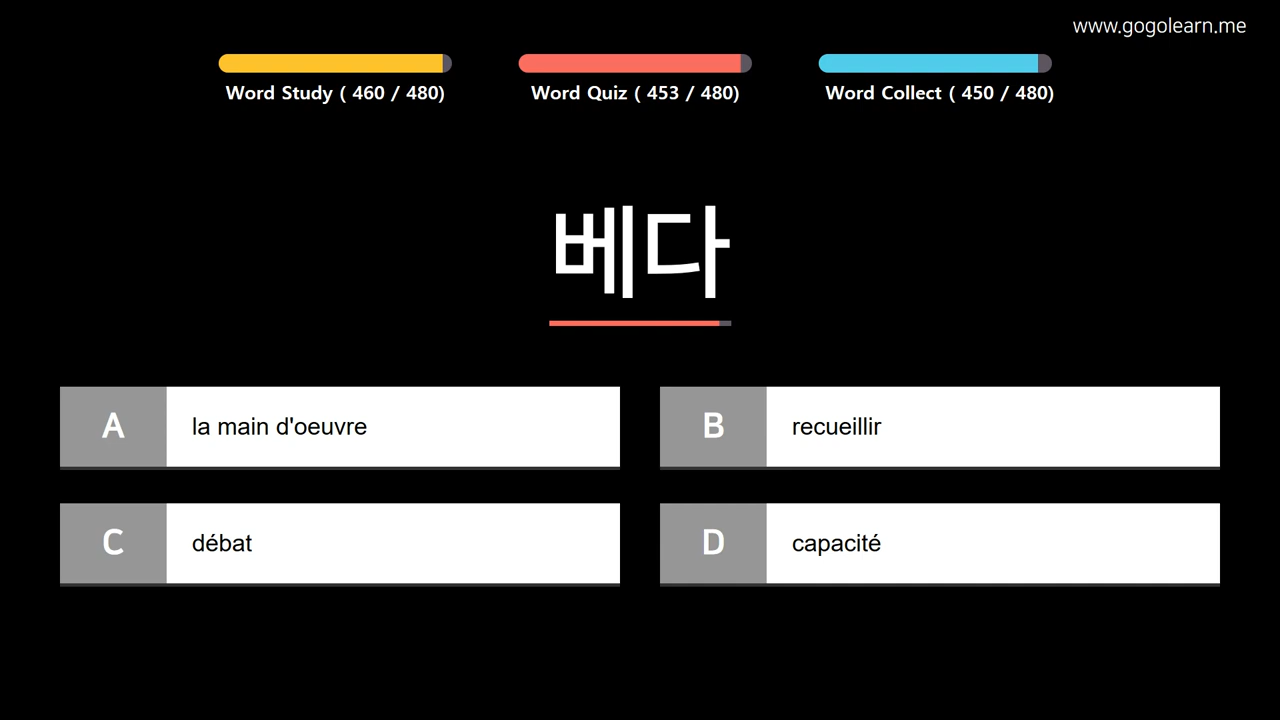 www.gogolearn.me
Word Study ( 460 / 480)
Word Quiz ( 453 / 480)
Word Collect ( 450 / 480)
베다
A la main d'oeuvre
B recueillir
C débat
D capacité